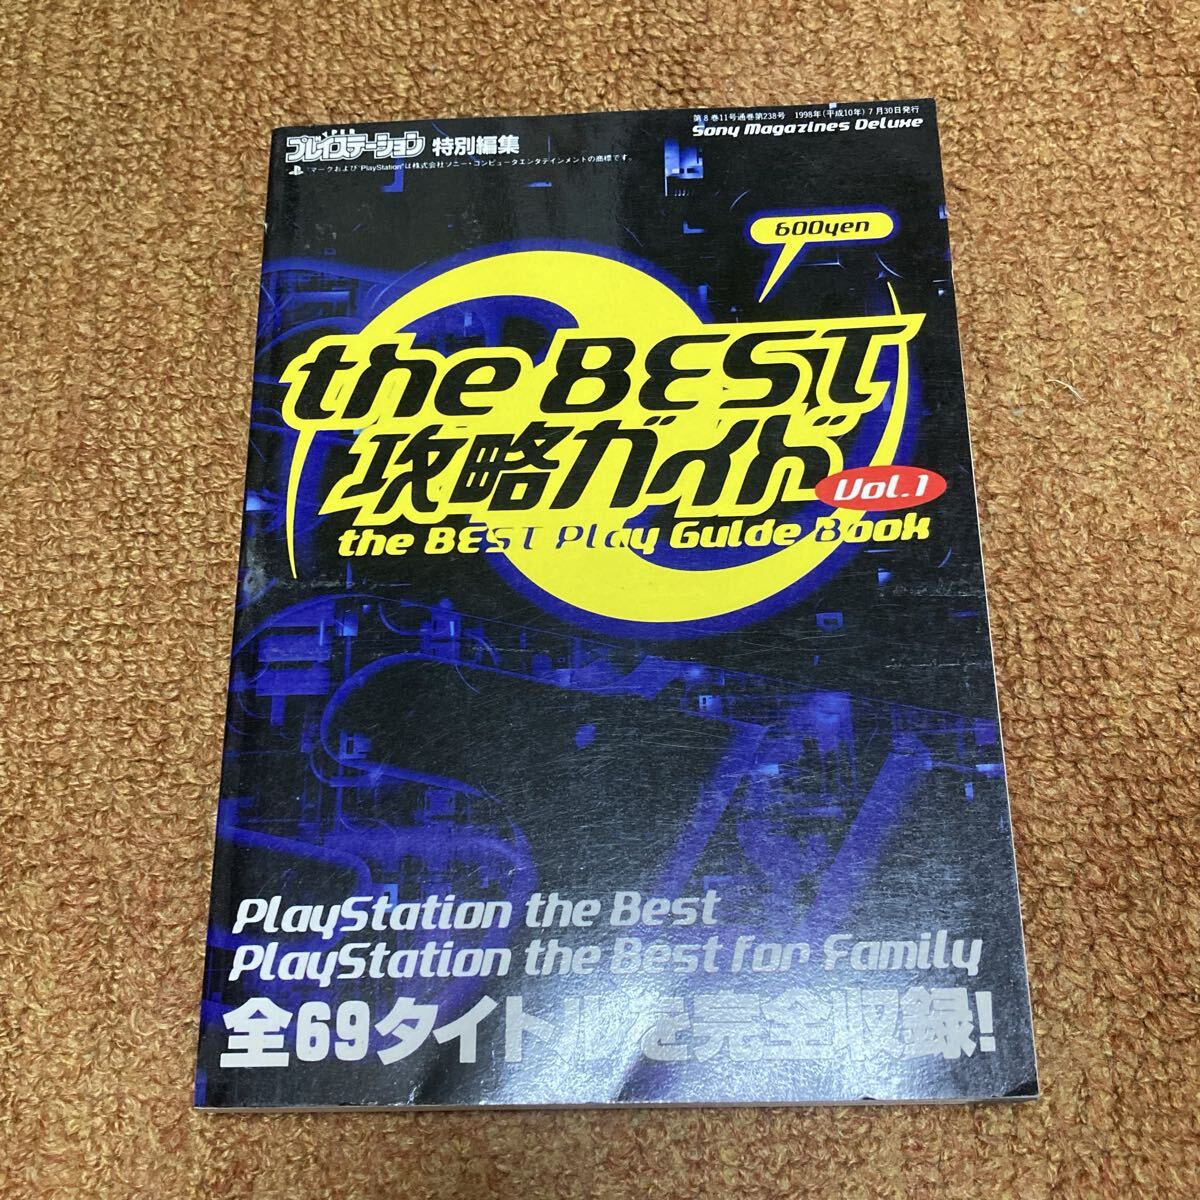 第8巻11号通巻第238号 1998年(平成10年)7月30日発行
Sony Magazines Deluxe
HYPER
プレイステーション 特別編集
"マークおよび"PlayStation"は株式会社ソニー・コンピュータエンタテインメントの商標です。
600yen
the BEST
攻略ガイド
Vol.1
the BEST Play Guide Book
PlayStation the Best
PlayStation the Best for Family
全69タイトルを完全収録!